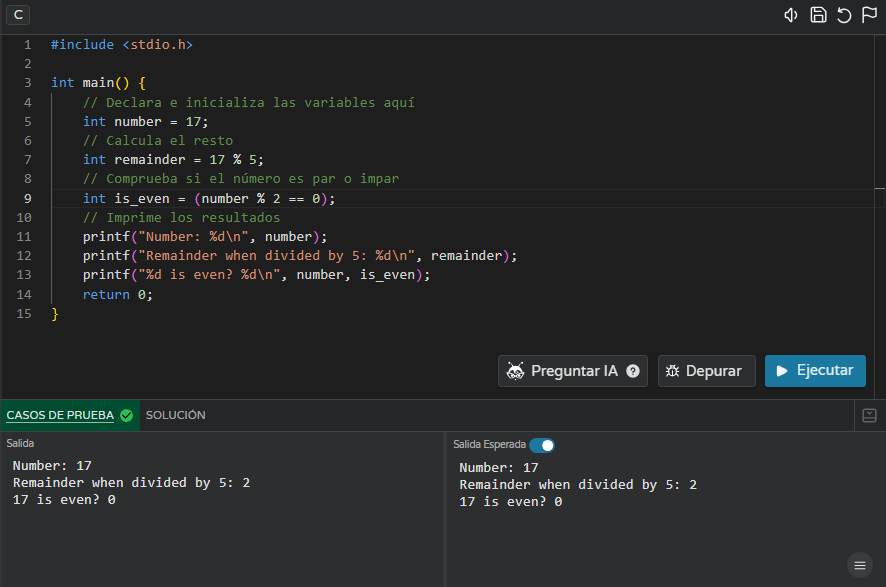 C
1 #include <stdio.h>
2
3 int main() {
4 // Declara e inicializa las variables aquí
5 int number = 17;
6 // Calcula el resto
7 int remainder = 17 % 5;
8 // Comprueba si el número es par o impar
9 int is_even = (number % 2 == 0);
10 // Imprime los resultados
11 printf("Number: %d\n", number);
12 printf("Remainder when divided by 5: %d\n", remainder);
13 printf("%d is even? %d\n", number, is_even);
14 return 0;
15 }
Preguntar IA ? Depurar Ejecutar
CASOS DE PRUEBA SOLUCIÓN
Salida
Number: 17
Remainder when divided by 5: 2
17 is even? 0
Salida Esperada
Number: 17
Remainder when divided by 5: 2
17 is even? 0